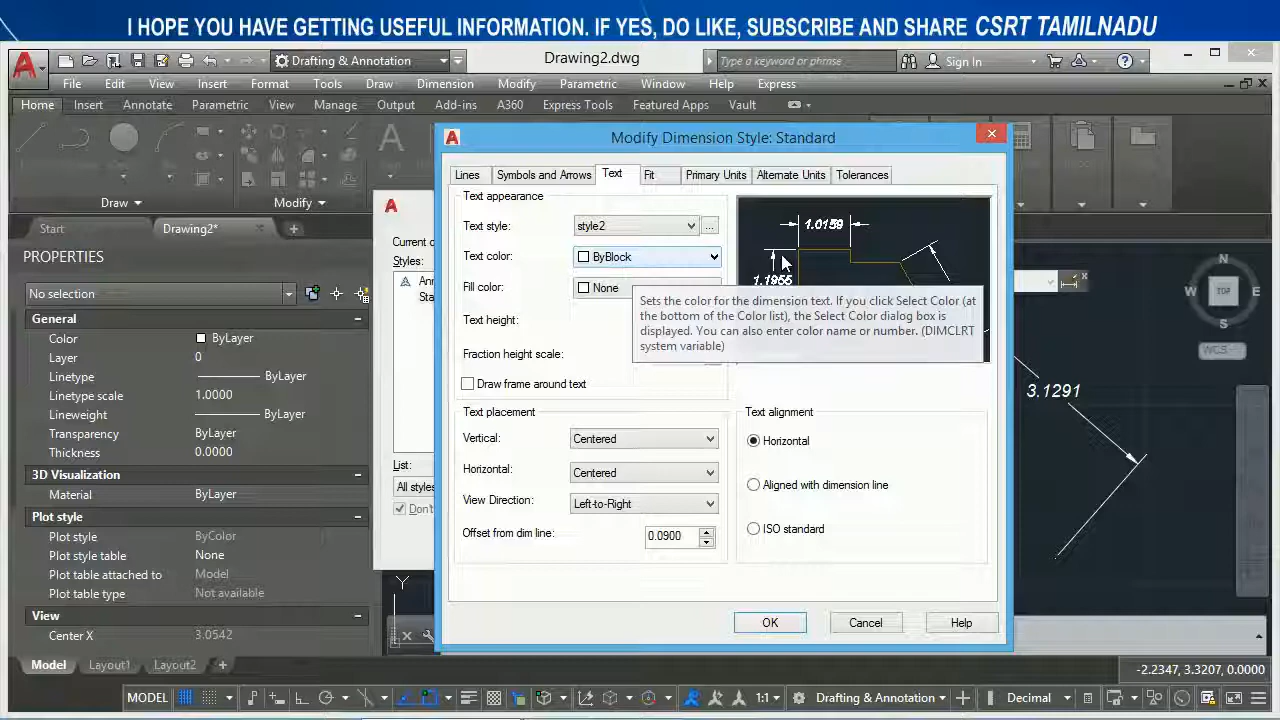 I HOPE YOU HAVE GETTING USEFUL INFORMATION. IF YES, DO LIKE, SUBSCRIBE AND SHARE CSRT TAMILNADU
Drafting & Annotation
Drawing2.dwg
Type a keyword or phrase
Sign In
File Edit View Insert Format Tools Draw Dimension Modify Parametric Window Help Express
Home Insert Annotate Parametric View Manage Output Add-ins A360 Express Tools Featured Apps Vault
Draw
Modify
Start
Drawing2*
PROPERTIES
No selection
General
Color ByLayer
Layer 0
Linetype ByLayer
Linetype scale 1.0000
Lineweight ByLayer
Transparency ByLayer
Thickness 0.0000
3D Visualization
Material ByLayer
Plot style
Plot style ByColor
Plot style table None
Plot table attached to Model
Plot table type Not available
View
Center X 3.0542
Model Layout1 Layout2
Current d
Styles:
Ann
Sta
List:
All styles
Don't
Modify Dimension Style: Standard
Lines Symbols and Arrows Text Fit Primary Units Alternate Units Tolerances
Text appearance
Text style: style2 ...
Text color: ByBlock
Fill color: None
Text height:
Fraction height scale:
Draw frame around text
1.0159
1.1955
Sets the color for the dimension text. If you click Select Color (at
the bottom of the Color list), the Select Color dialog box is
displayed. You can also enter color name or number. (DIMCLRT
system variable)
Text placement
Vertical: Centered
Horizontal: Centered
View Direction: Left-to-Right
Offset from dim line: 0.0900
Text alignment
Horizontal
Aligned with dimension line
ISO standard
OK Cancel Help
N
W TOP E
S
WCS
3.1291
Y
-2.2347, 3.3207, 0.0000
MODEL
1:1
Drafting & Annotation
Decimal